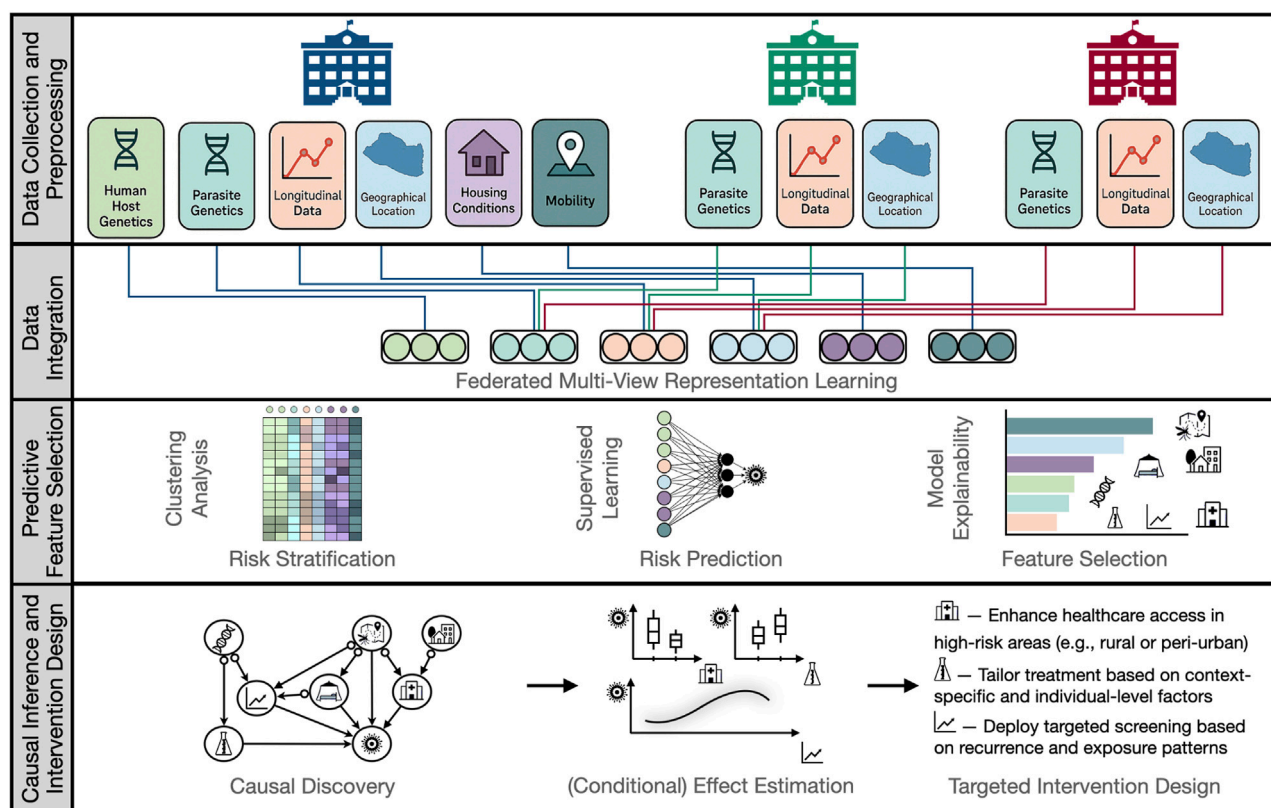 Data Collection and
Preprocessing
Human
Host
Genetics
Parasite
Genetics
Longitudinal
Data
Geographical
Location
Housing
Conditions
Mobility
Parasite
Genetics
Longitudinal
Data
Geographical
Location
Parasite
Genetics
Longitudinal
Data
Geographical
Location
Data
Integration
Federated Multi-View Representation Learning
Predictive
Feature Selection
Clustering
Analysis
Risk Stratification
Supervised
Learning
Risk Prediction
Model
Explainability
Feature Selection
Causal Inference and
Intervention Design
Causal Discovery
(Conditional) Effect Estimation
— Enhance healthcare access in
high-risk areas (e.g., rural or peri-urban)
— Tailor treatment based on context-
specific and individual-level factors
— Deploy targeted screening based
on recurrence and exposure patterns
Targeted Intervention Design